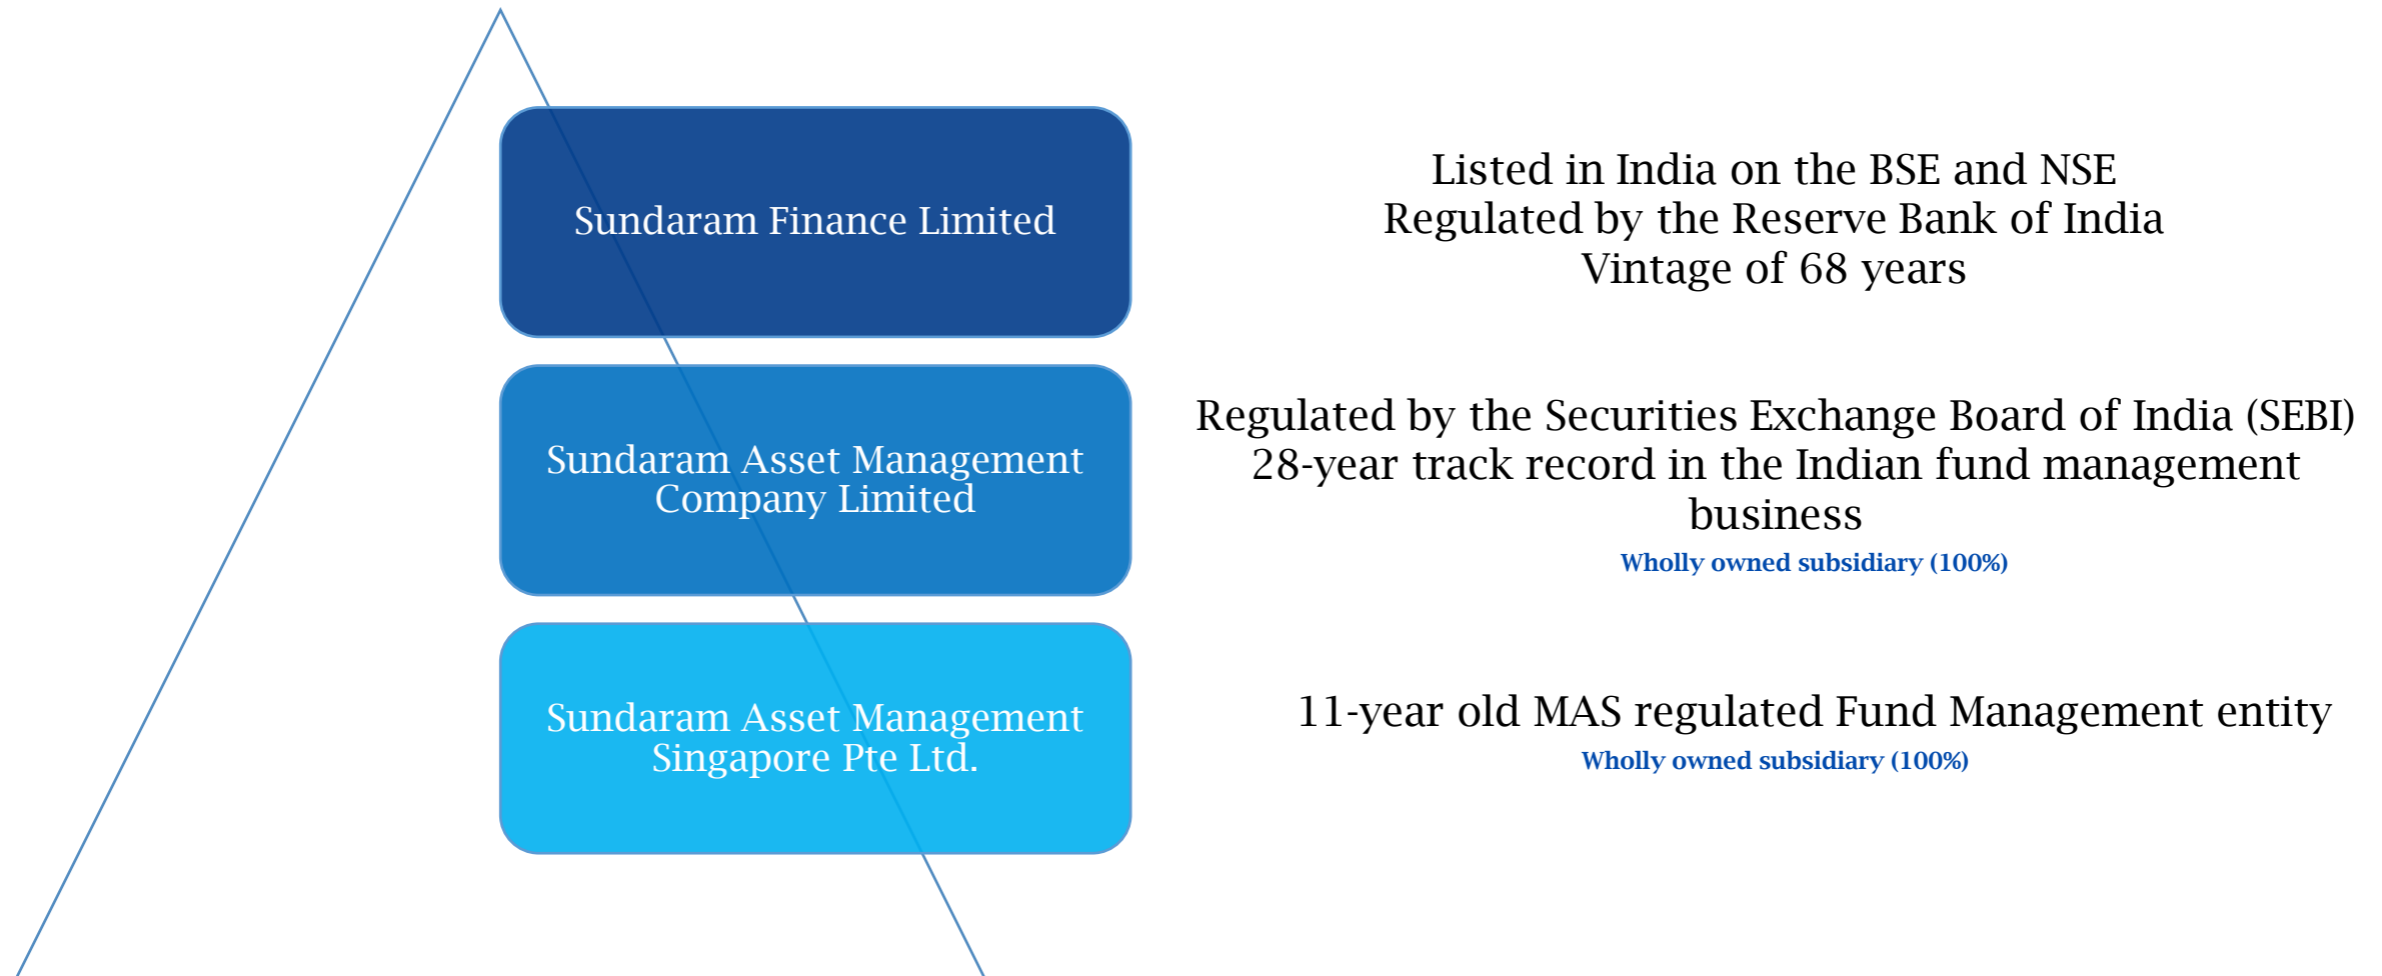 Sundaram Finance Limited
Listed in India on the BSE and NSE
Regulated by the Reserve Bank of India
Vintage of 68 years
Sundaram Asset Management
Company Limited
Regulated by the Securities Exchange Board of India (SEBI)
28-year track record in the Indian fund management
business
Wholly owned subsidiary (100%)
Sundaram Asset Management
Singapore Pte Ltd.
11-year old MAS regulated Fund Management entity
Wholly owned subsidiary (100%)